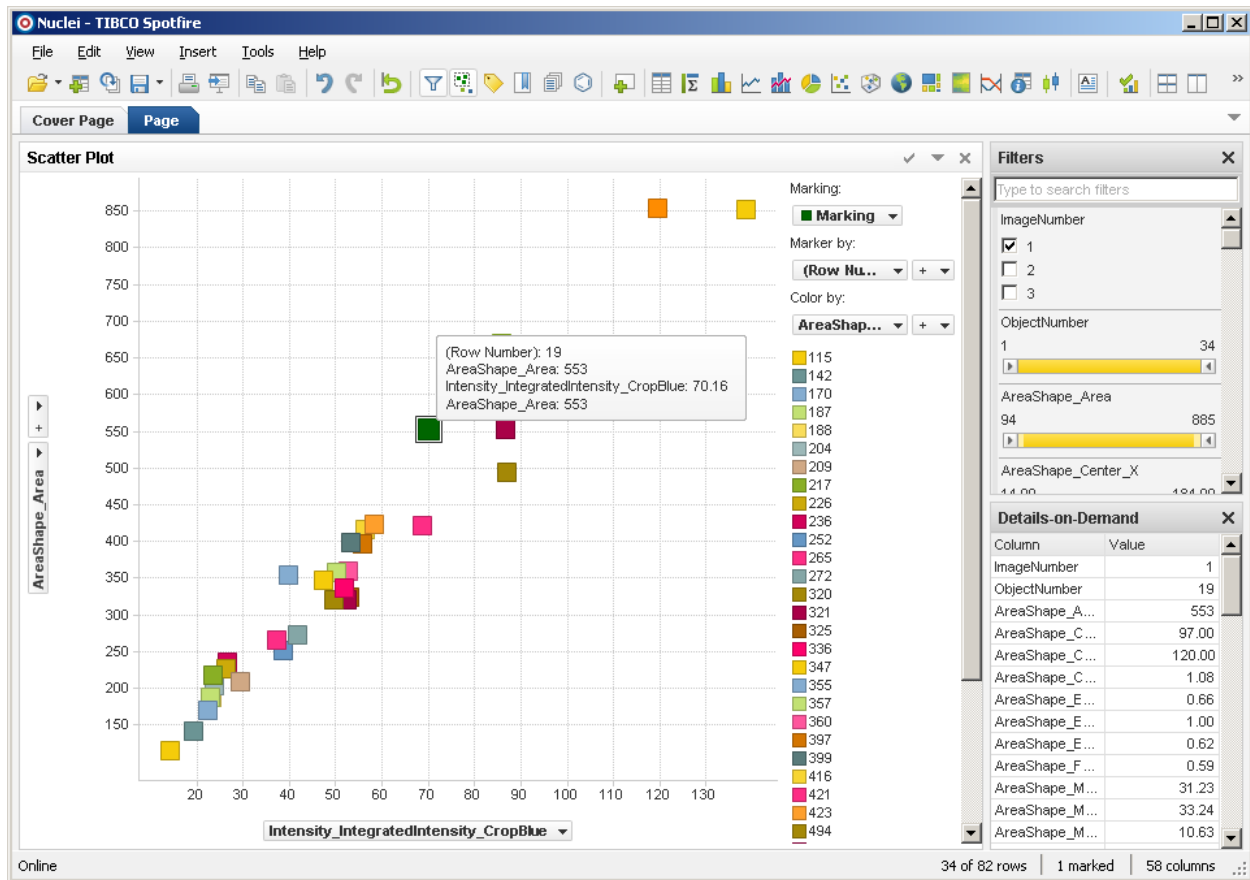 Nuclei - TIBCO Spotfire
File Edit View Insert Tools Help
Cover Page Page
Scatter Plot
850
800
750
700
650
600
550
500
450
400
350
300
250
200
150
AreaShape_Area
+
20 30 40 50 60 70 80 90 100 110 120 130
Intensity_IntegratedIntensity_CropBlue
(Row Number): 19
AreaShape_Area: 553
Intensity_IntegratedIntensity_CropBlue: 70.16
AreaShape_Area: 553
Marking:
Marking
Marker by:
(Row Nu... +
Color by:
AreaShap... +
115
142
170
187
188
204
209
217
226
236
252
265
272
320
321
325
336
347
355
357
360
397
399
416
421
423
494
Filters
Type to search filters
ImageNumber
1
2
3
ObjectNumber
1 34
AreaShape_Area
94 885
AreaShape_Center_X
14.00 184.00
Details-on-Demand
Column Value
ImageNumber 1
ObjectNumber 19
AreaShape_A... 553
AreaShape_C... 97.00
AreaShape_C... 120.00
AreaShape_C... 1.08
AreaShape_E... 0.66
AreaShape_E... 1.00
AreaShape_E... 0.62
AreaShape_F... 0.59
AreaShape_M... 31.23
AreaShape_M... 33.24
AreaShape_M... 10.63
Online
34 of 82 rows 1 marked 58 columns